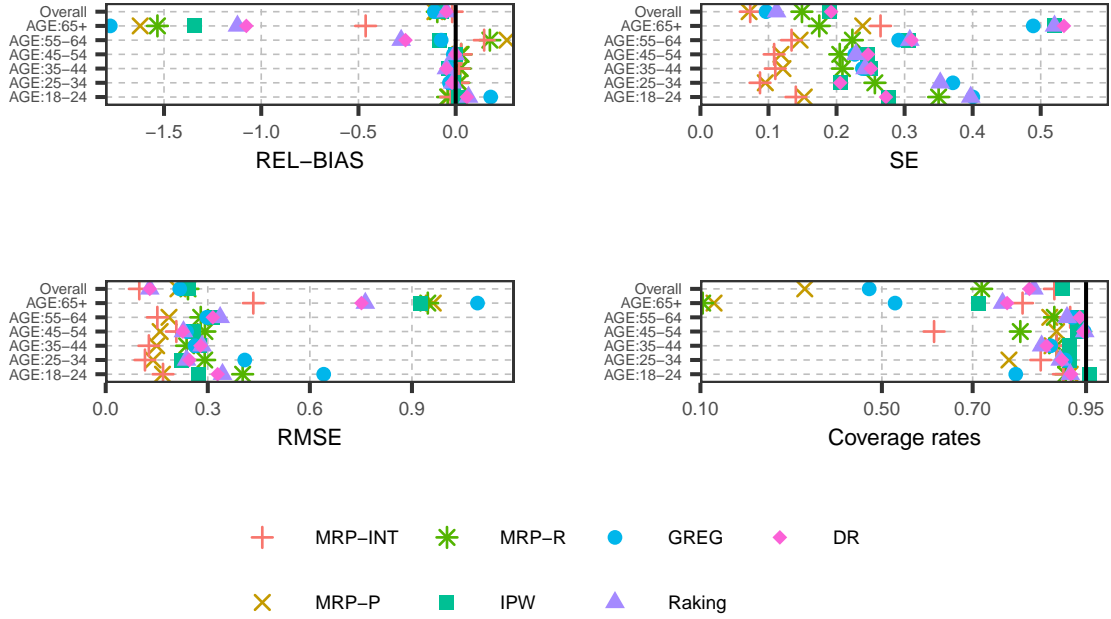 Overall
AGE:65+
AGE:55−64
AGE:45−54
AGE:35−44
AGE:25−34
AGE:18−24
−1.5 −1.0 −0.5 0.0
REL−BIAS
Overall
AGE:65+
AGE:55−64
AGE:45−54
AGE:35−44
AGE:25−34
AGE:18−24
0.0 0.1 0.2 0.3 0.4 0.5
SE
Overall
AGE:65+
AGE:55−64
AGE:45−54
AGE:35−44
AGE:25−34
AGE:18−24
0.0 0.3 0.6 0.9
RMSE
Overall
AGE:65+
AGE:55−64
AGE:45−54
AGE:35−44
AGE:25−34
AGE:18−24
0.10 0.50 0.70 0.95
Coverage rates
MRP−INT MRP−R GREG DR
MRP−P IPW Raking